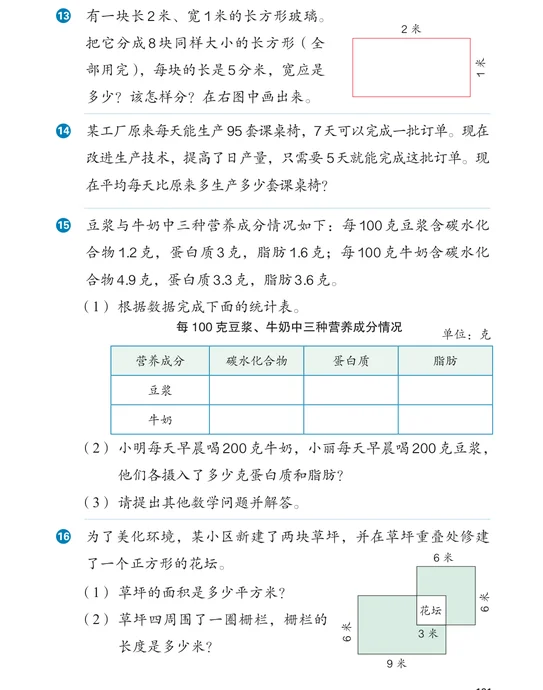 13 有一块长2米、宽1米的长方形玻璃。
把它分成8块同样大小的长方形（全
部用完），每块的长是5分米，宽应是
多少？该怎样分？在右图中画出来。
2 米
1 米
14 某工厂原来每天能生产95套课桌椅，7天可以完成一批订单。现在
改进生产技术，提高了日产量，只需要5天就能完成这批订单。现
在平均每天比原来多生产多少套课桌椅？
15 豆浆与牛奶中三种营养成分情况如下：每100克豆浆含碳水化
合物1.2克，蛋白质3克，脂肪1.6克；每100克牛奶含碳水化
合物4.9克，蛋白质3.3克，脂肪3.6克。
（1）根据数据完成下面的统计表。
每 100 克豆浆、牛奶中三种营养成分情况
单位：克
营养成分 碳水化合物 蛋白质 脂肪
豆浆
牛奶
（2）小明每天早晨喝200克牛奶，小丽每天早晨喝200克豆浆，
他们各摄入了多少克蛋白质和脂肪？
（3）请提出其他数学问题并解答。
16 为了美化环境，某小区新建了两块草坪，并在草坪重叠处修建
了一个正方形的花坛。
（1）草坪的面积是多少平方米？
（2）草坪四周围了一圈栅栏，栅栏的
长度是多少米？
6 米
6 米
花坛
3 米
6 米
9 米